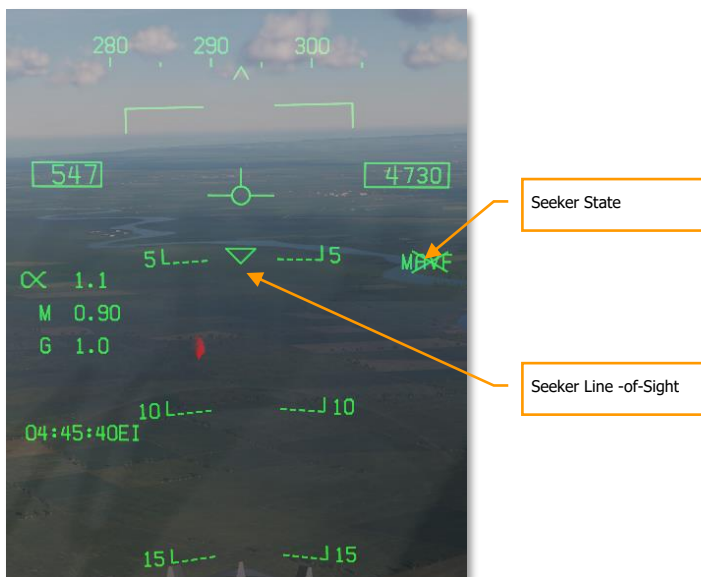 280 290 300
547
4730
Seeker State
5 5
MAVF
α 1.1
M 0.90
G 1.0
Seeker Line -of-Sight
10 10
04:45:40EI
15 15